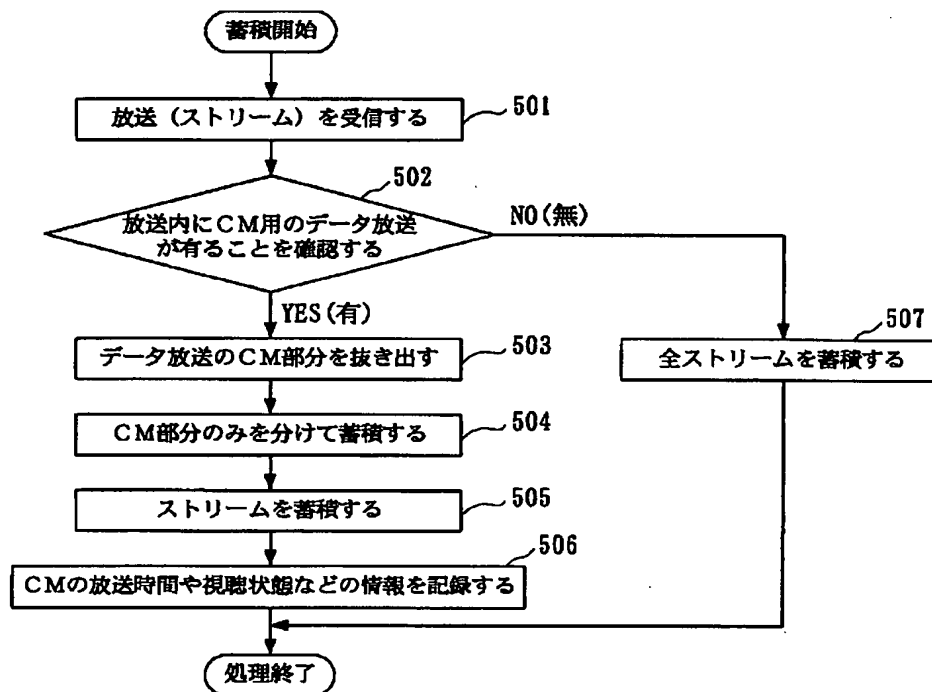 蓄積開始
放送（ストリーム）を受信する
501
502
放送内にＣＭ用のデータ放送
が有ることを確認する
NO(無)
YES(有)
データ放送のＣＭ部分を抜き出す
503
507
全ストリームを蓄積する
ＣＭ部分のみを分けて蓄積する
504
ストリームを蓄積する
505
506
ＣＭの放送時間や視聴状態などの情報を記録する
処理終了